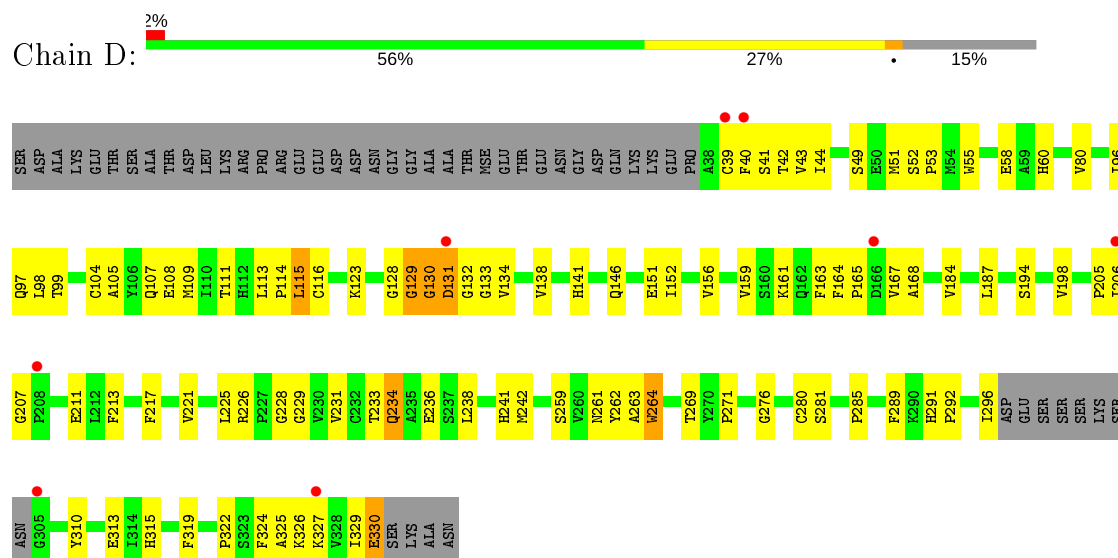 2%
Chain D:
56% 27% • 15%
SER ASP ALA LYS GLU THR SER ALA THR ASP LEU LYS ARG PRO ARG GLU GLU ASP ASP ASN GLY GLY ALA ALA THR MSE GLU THR GLU ASN GLY ASP GLN LYS LYS GLU PRO A38 C39 F40 S41 T42 V43 I44 S49 E50 M51 S52 P53 M54 W55 E58 A59 H60 V80 I96
Q97 L98 T99 C104 A105 Y106 Q107 E108 M109 I110 T111 H112 L113 P114 L115 C116 K123 G128 G129 G130 D131 G132 G133 V134 V138 H141 Q146 E151 I152 V156 V159 S160 K161 Q162 F163 F164 P165 D166 V167 A168 V184 L187 S194 V198 P205 I206
G207 P208 E211 L212 F213 F217 V221 L225 R226 P227 G228 G229 V230 V231 C232 T233 Q234 A235 E236 S237 L238 H241 M242 S259 V260 N261 Y262 A263 W264 T269 Y270 P271 G276 C280 S281 P285 F289 K290 H291 P292 I296 ASP GLU SER SER SER LYS SER
ASN G305 Y310 E313 I314 H315 F319 P322 S323 F324 A325 K326 K327 V328 I329 E330 SER LYS ALA ASN